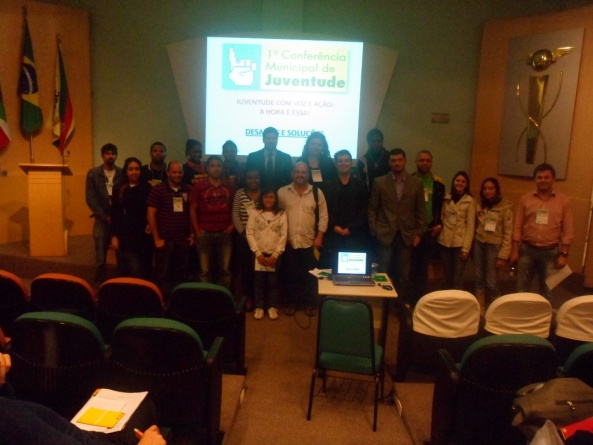 1ª Conferência
Municipal de
Juventude
JUVENTUDE COM VOZ E AÇÃO:
A HORA É ESSA!
DESAFIOS E SOLUÇÕES